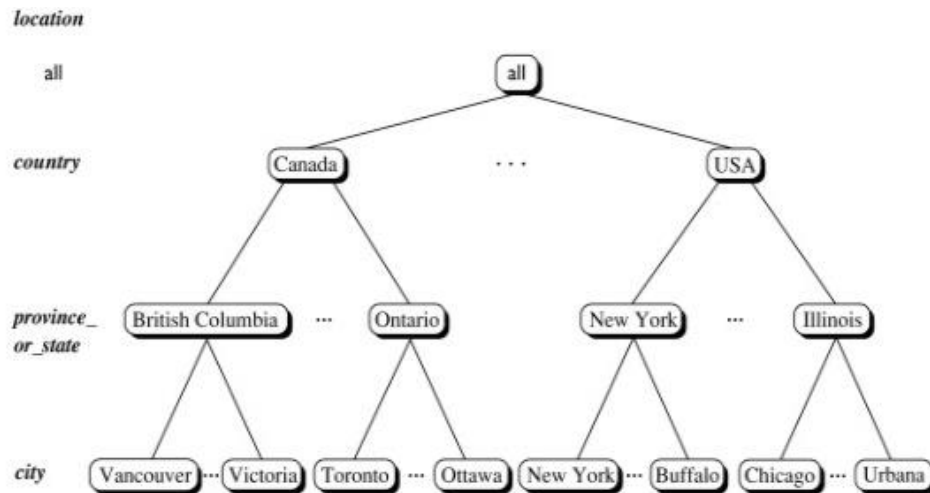 location
all all
country Canada ... USA
province_ British Columbia ... Ontario New York ... Illinois
or_state
city Vancouver ... Victoria Toronto ... Ottawa New York ... Buffalo Chicago ... Urbana